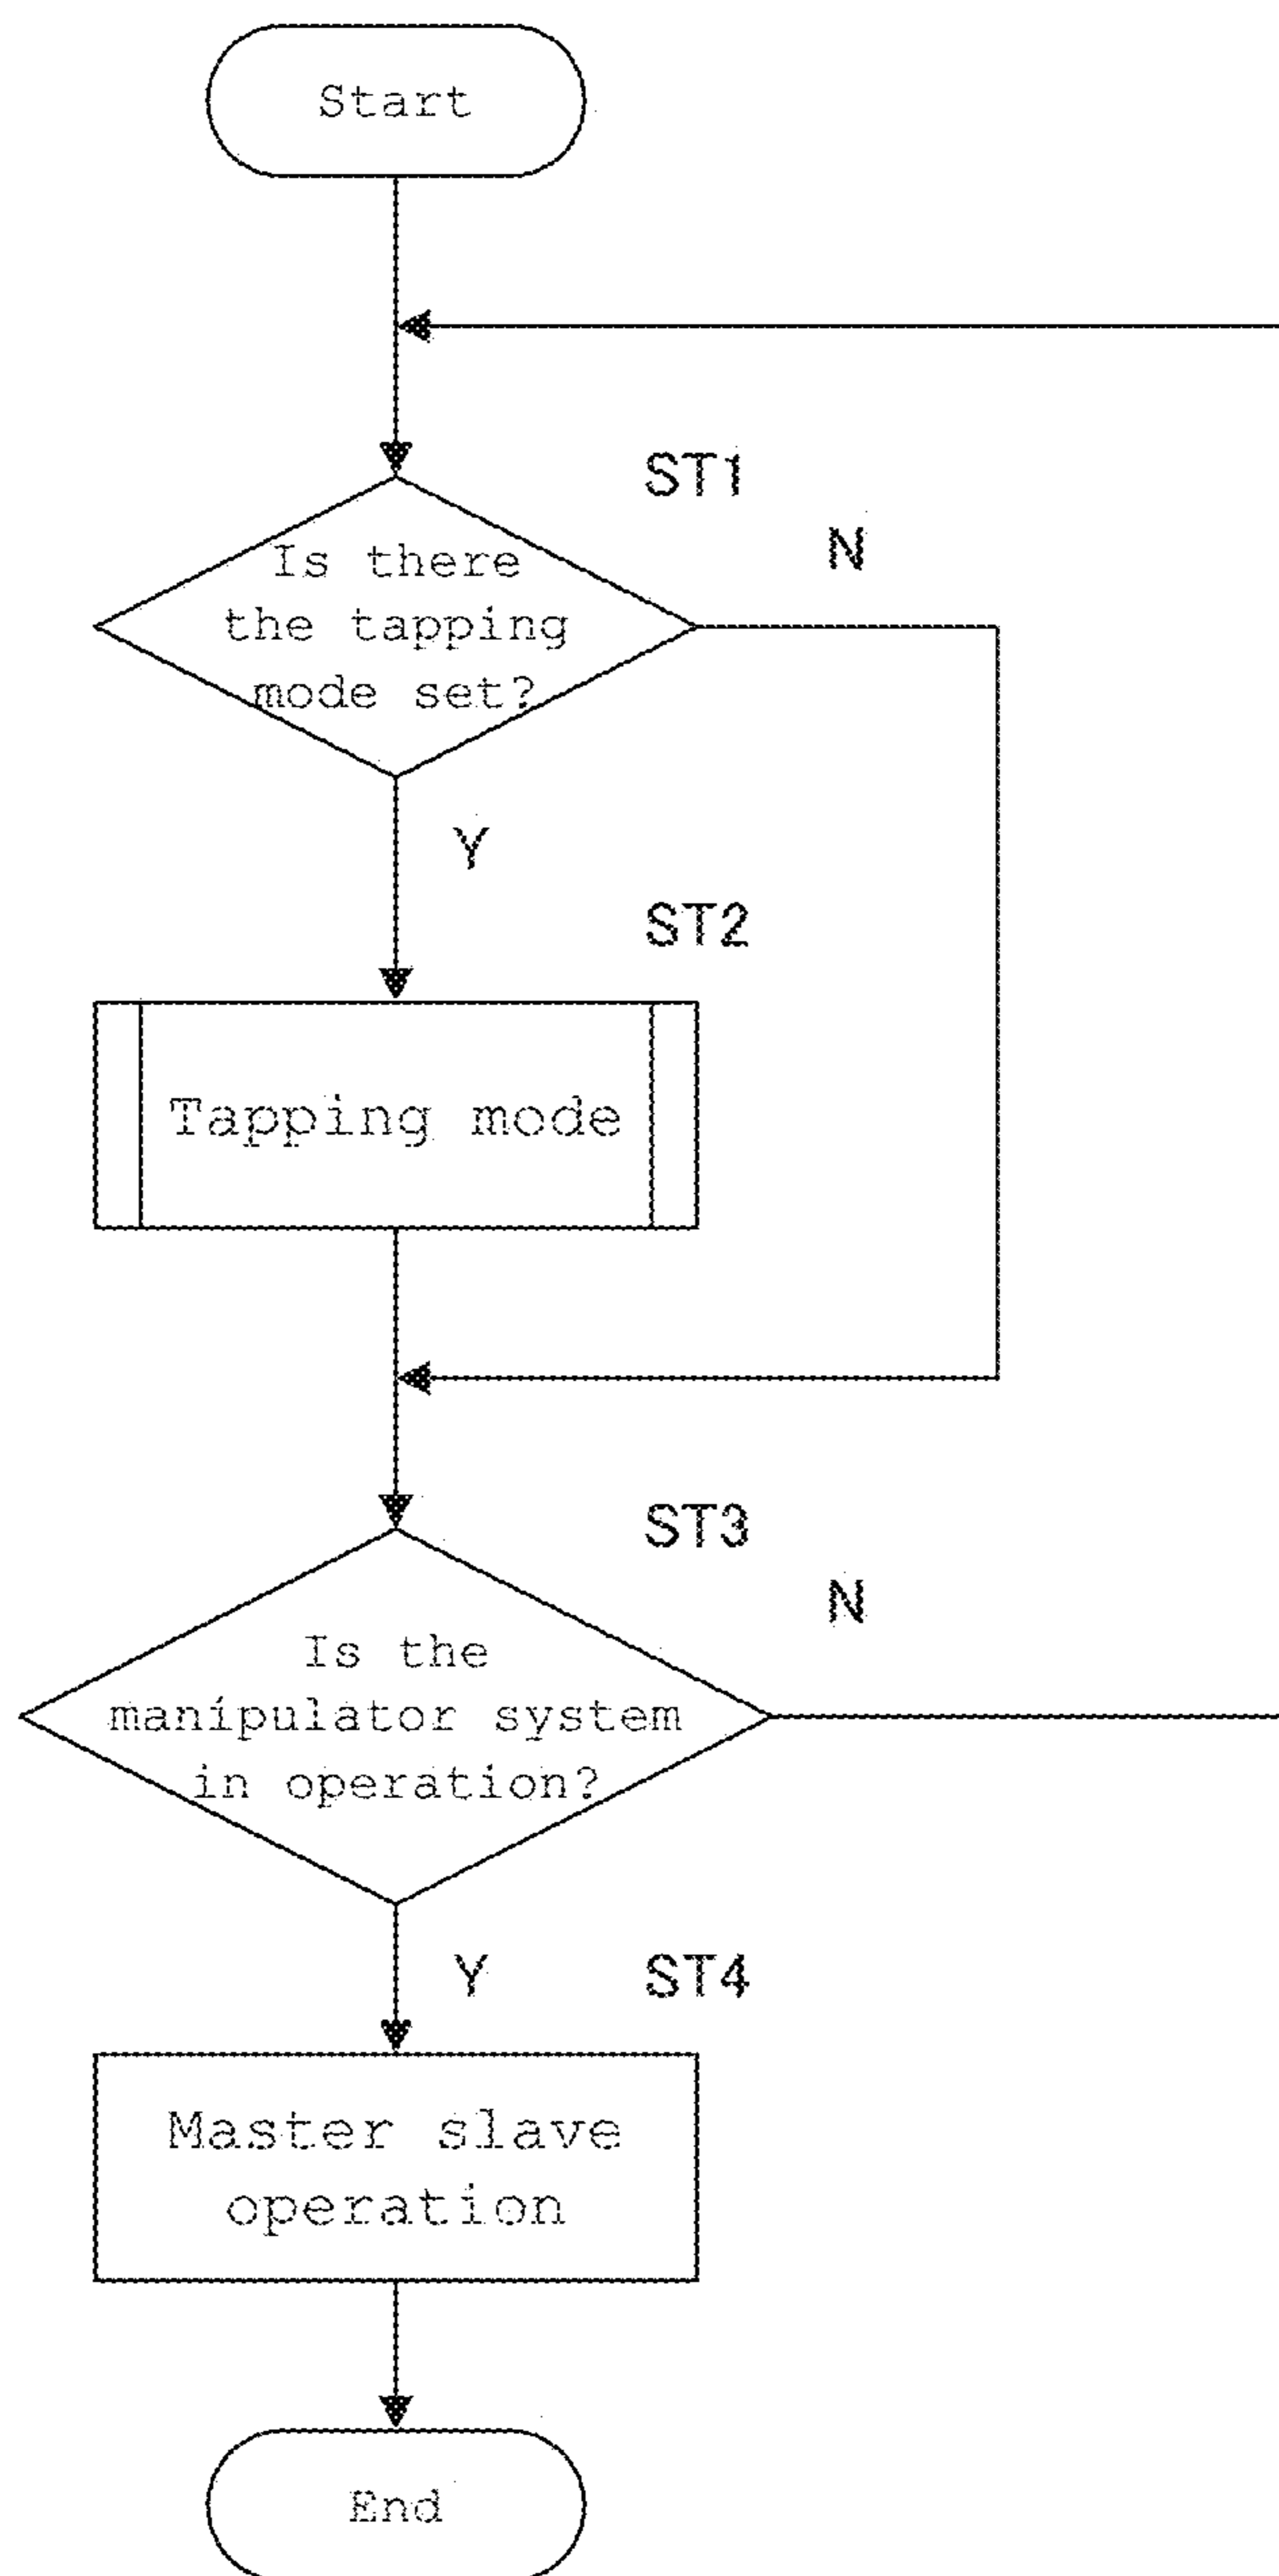 Start
ST1
N
Is there
the tapping
mode set?
Y
ST2
Tapping mode
ST3
N
Is the
manipulator system
in operation?
Y
ST4
Master slave
operation
End